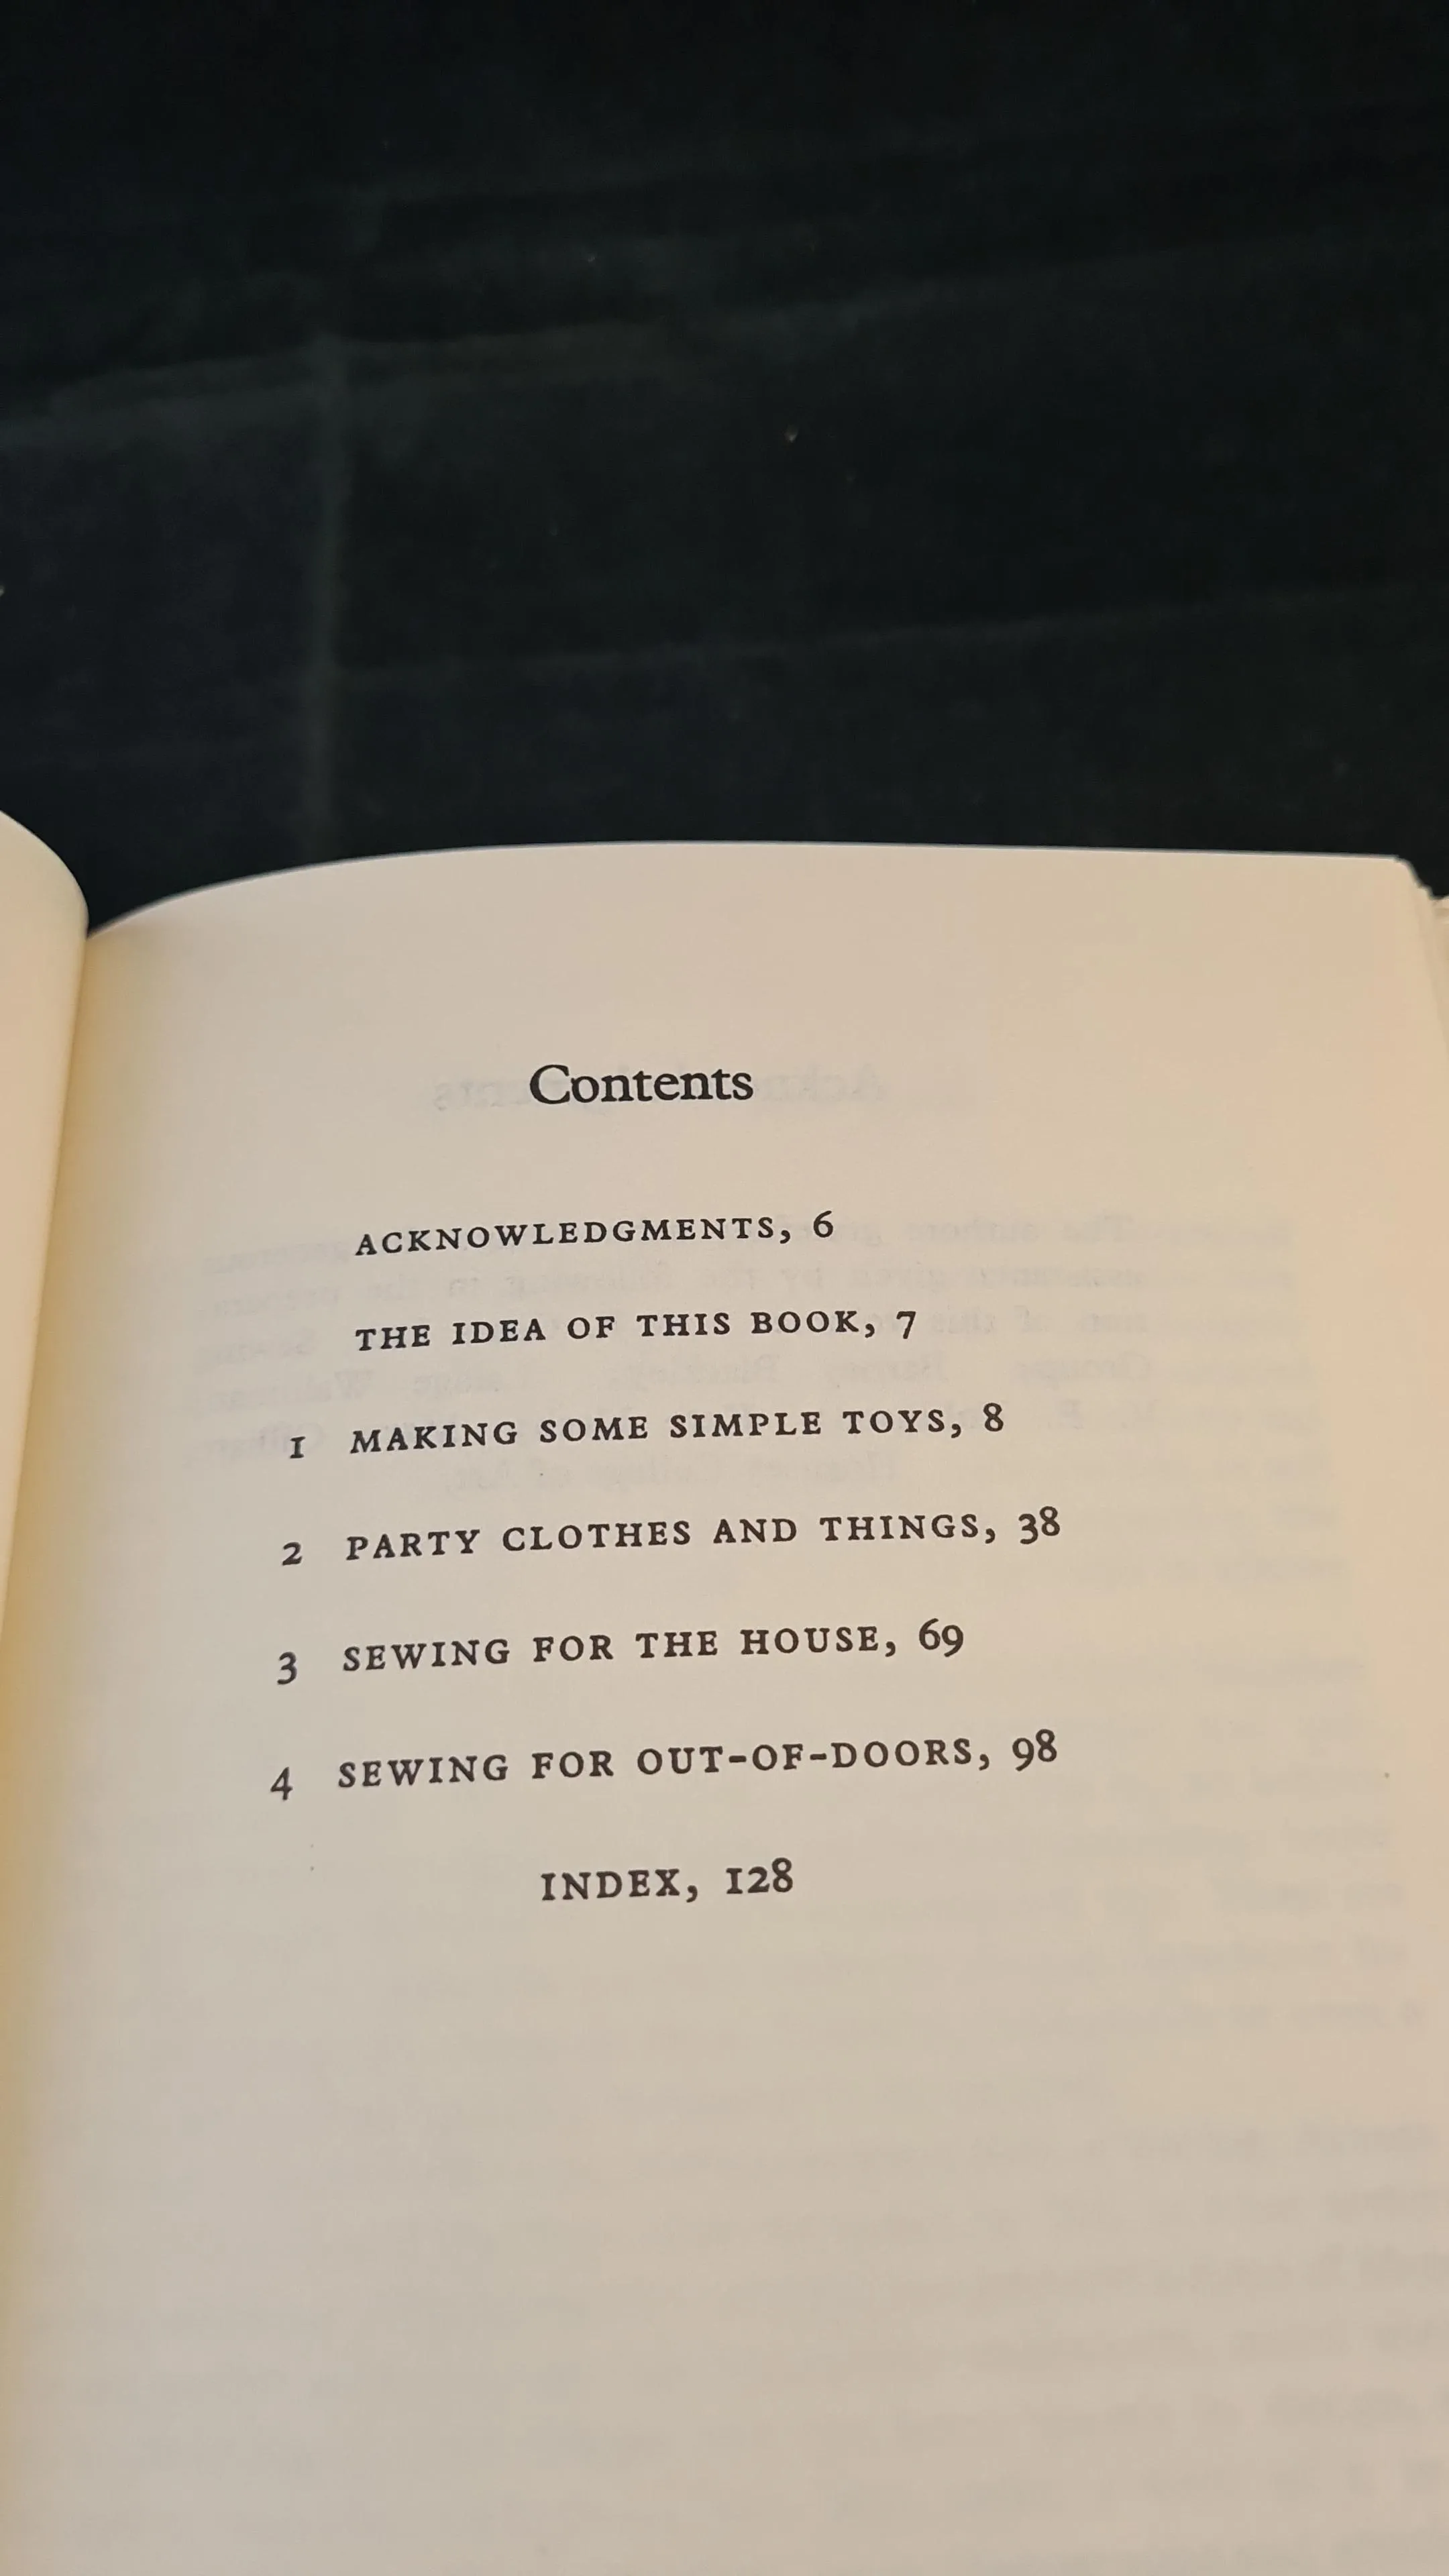 Contents
ACKNOWLEDGMENTS, 6
THE IDEA OF THIS BOOK, 7
1 MAKING SOME SIMPLE TOYS, 8
2 PARTY CLOTHES AND THINGS, 38
3 SEWING FOR THE HOUSE, 69
4 SEWING FOR OUT-OF-DOORS, 98
INDEX, 128